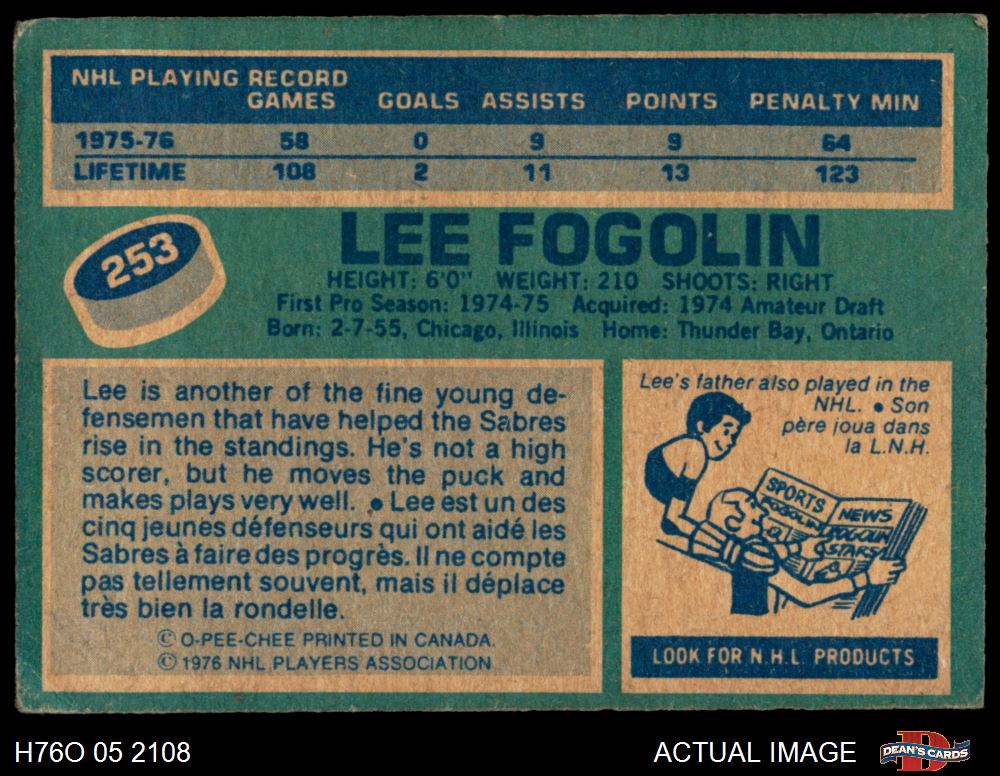 NHL PLAYING RECORD
GAMES GOALS ASSISTS POINTS PENALTY MIN
1975-76 58 0 9 9 64
LIFETIME 108 2 11 13 123
253
LEE FOGOLIN
HEIGHT: 6'0" WEIGHT: 210 SHOOTS: RIGHT
First Pro Season: 1974-75 Acquired: 1974 Amateur Draft
Born: 2-7-55, Chicago, Illinois Home: Thunder Bay, Ontario
Lee is another of the fine young de-
fensemen that have helped the Sabres
rise in the standings. He's not a high
scorer, but he moves the puck and
makes plays very well. • Lee est un des
cinq jeunes défenseurs qui ont aidé les
Sabres à faire des progrès. Il ne compte
pas tellement souvent, mais il déplace
très bien la rondelle.
© O-PEE-CHEE PRINTED IN CANADA.
© 1976 NHL PLAYERS ASSOCIATION
Lee's father also played in the
NHL. • Son
père joua dans
la L.N.H.
SPORTS NEWS
FOGOLIN FOGOLIN
STARS
LOOK FOR N.H.L. PRODUCTS
H76O 05 2108 ACTUAL IMAGE DEAN'S CARDS